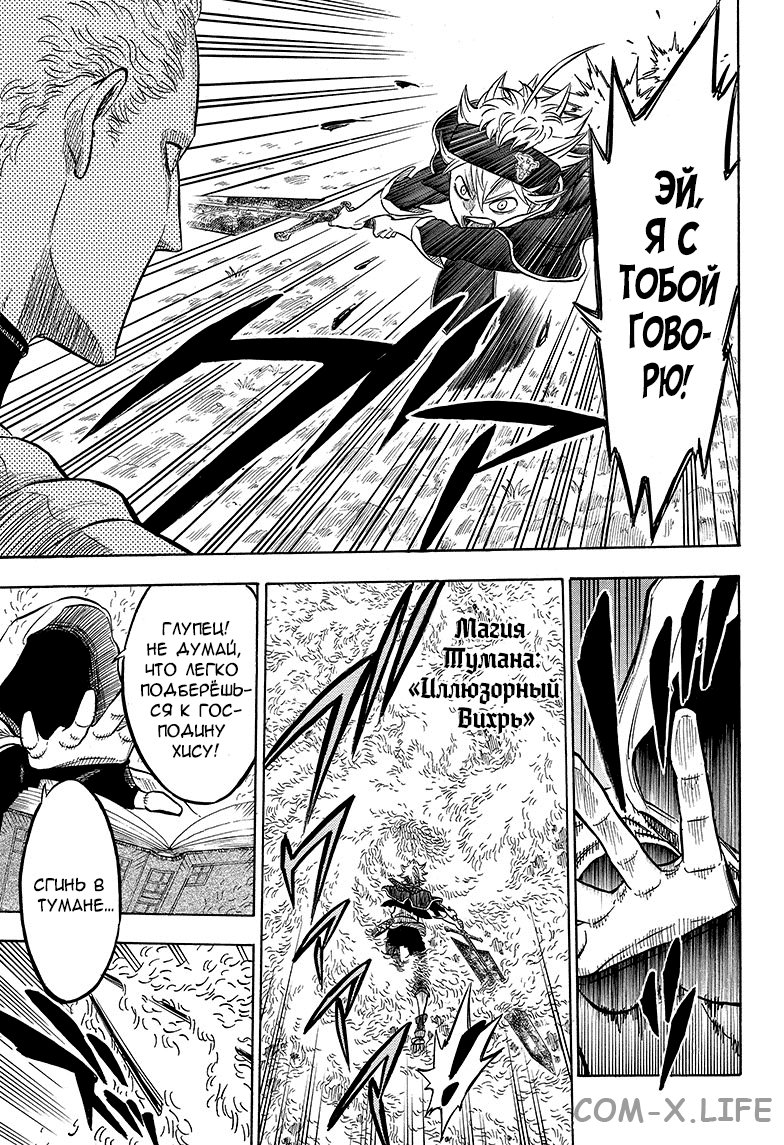 ЭЙ,
Я С
ТОБОЙ
ГОВО-
РЮ!
Магия
Тумана:
«Иллюзорный
Вихрь»
ГЛУПЕЦ!
НЕ ДУМАЙ,
ЧТО ЛЕГКО
ПОДБЕРЁШЬ-
СЯ К ГОС-
ПОДИНУ
ХИСУ!
СГИНЬ В
ТУМАНЕ...
COM-X.LIFE